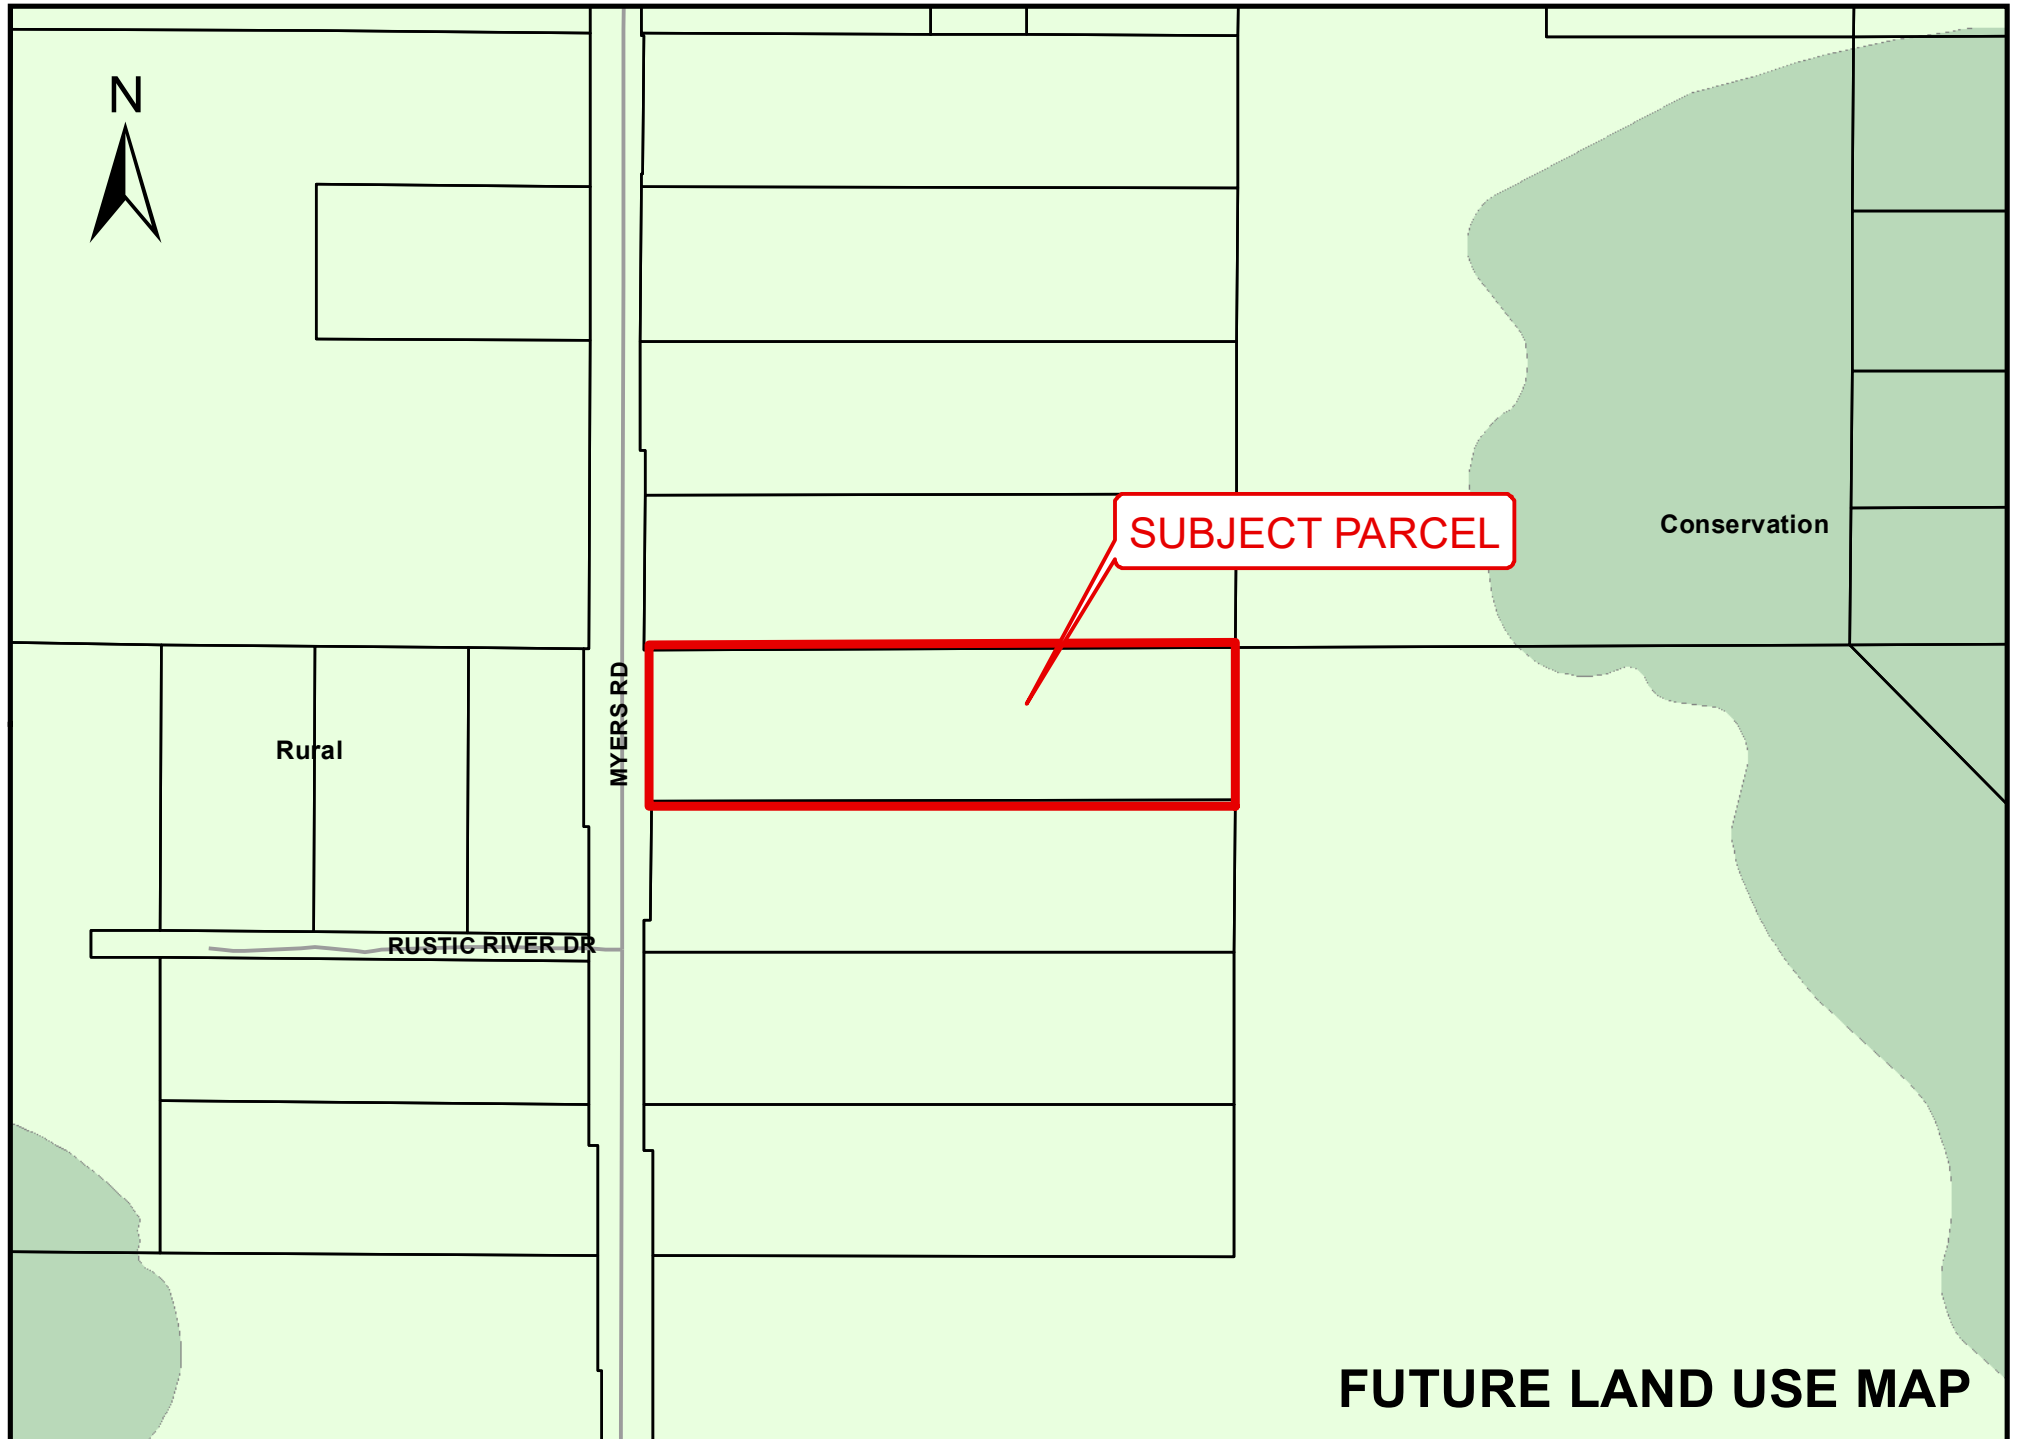 N
SUBJECT PARCEL
Conservation
MYERS RD
Rural
RUSTIC RIVER DR
FUTURE LAND USE MAP